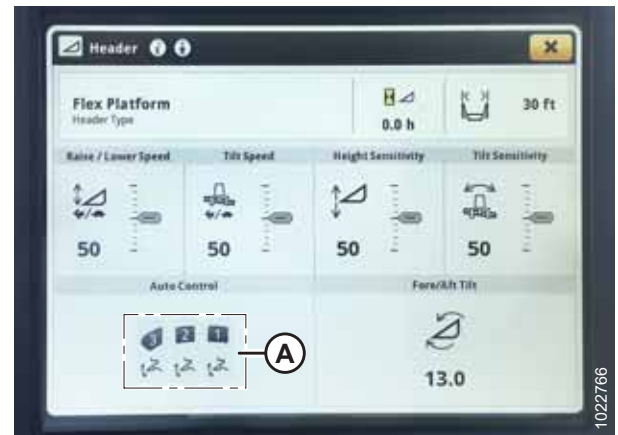 Header
Flex Platform
Header Type
0.0 h
30 ft
Raise / Lower Speed
Tilt Speed
Height Sensitivity
Tilt Sensitivity
50
50
50
50
Auto Control
Fore/Aft Tilt
3 2 1
A
13.0
1022766